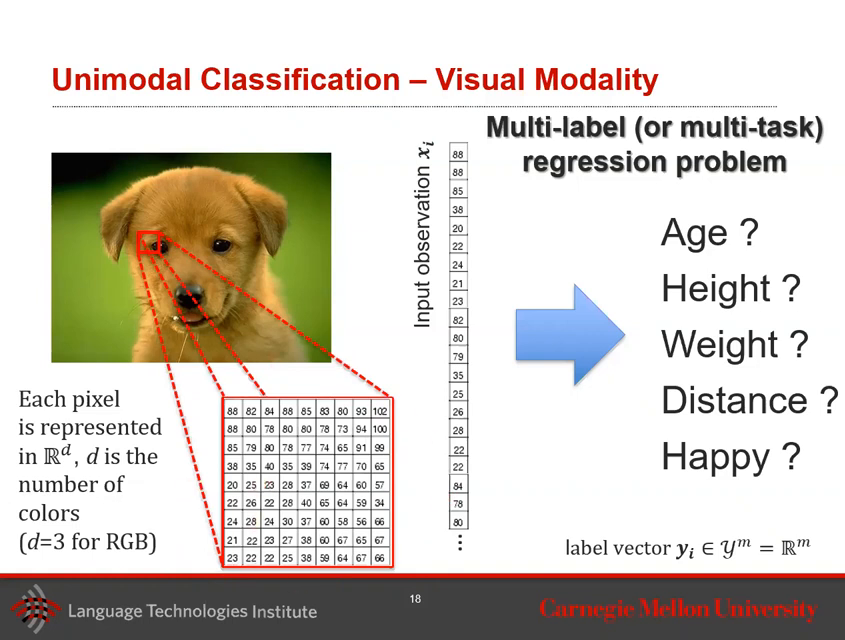 Unimodal Classification – Visual Modality
Multi-label (or multi-task)
regression problem
Input observation 𝒙ᵢ
88
88
85
38
20
22
24
21
23
82
80
79
35
25
26
28
22
22
84
78
80
⋮
Age ?
Height ?
Weight ?
Distance ?
Happy ?
Each pixel
is represented
in ℝᵈ, d is the
number of
colors
(d=3 for RGB)
88 82 84 88 85 83 80 93 102
88 80 78 80 80 78 73 94 100
85 79 80 78 77 74 65 91 99
38 35 40 35 39 74 77 70 65
20 25 23 28 37 69 64 60 57
22 26 22 28 40 65 64 59 34
24 28 24 30 37 60 58 56 66
21 22 23 27 38 60 67 65 67
23 22 22 25 38 59 64 67 66
label vector 𝒚ᵢ ∈ 𝒴ᵐ = ℝᵐ
Language Technologies Institute
18
Carnegie Mellon University